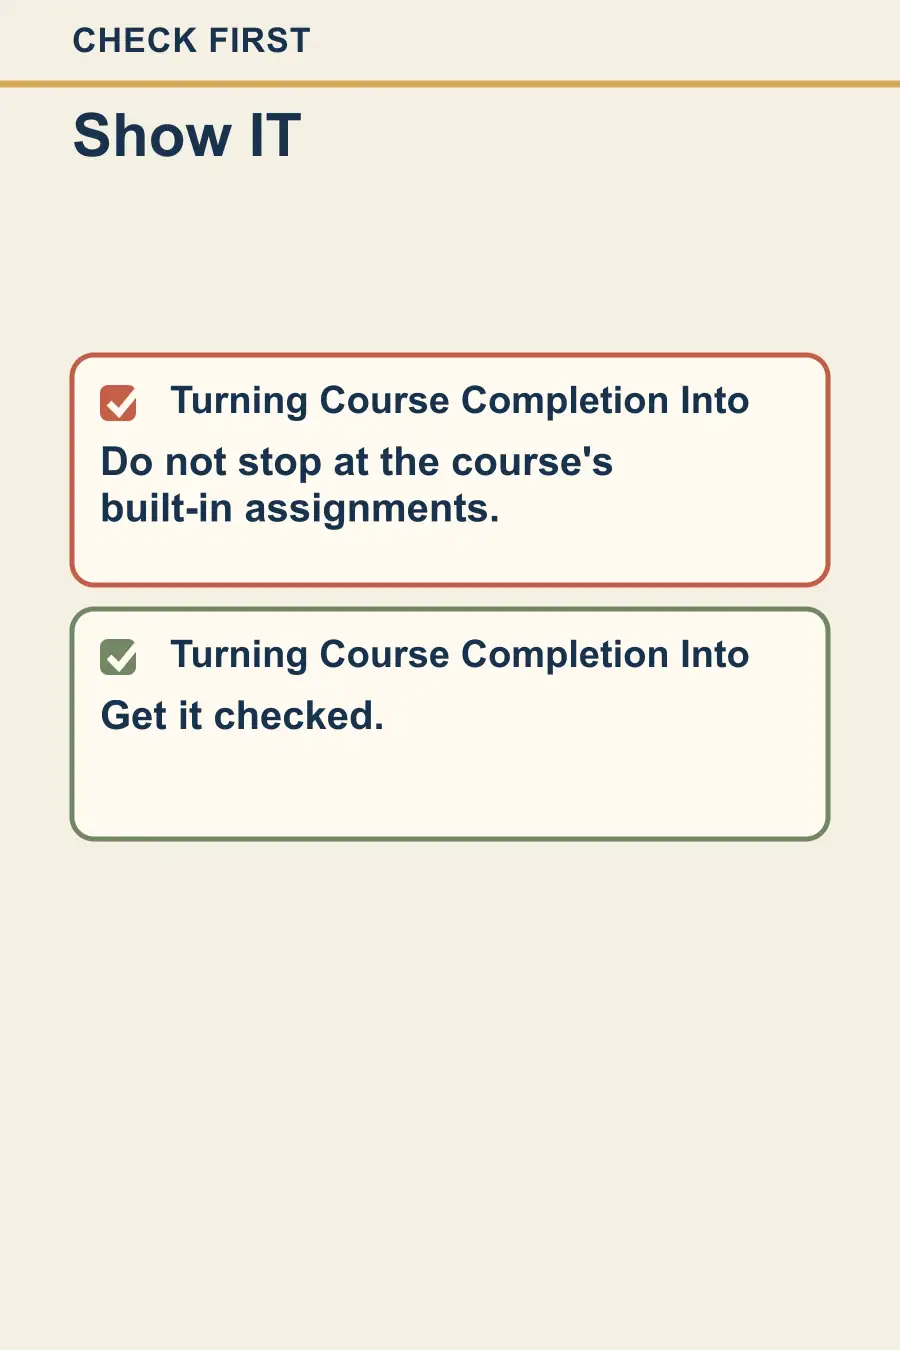 CHECK FIRST
Show IT
Turning Course Completion Into
Do not stop at the course's
built-in assignments.
Turning Course Completion Into
Get it checked.